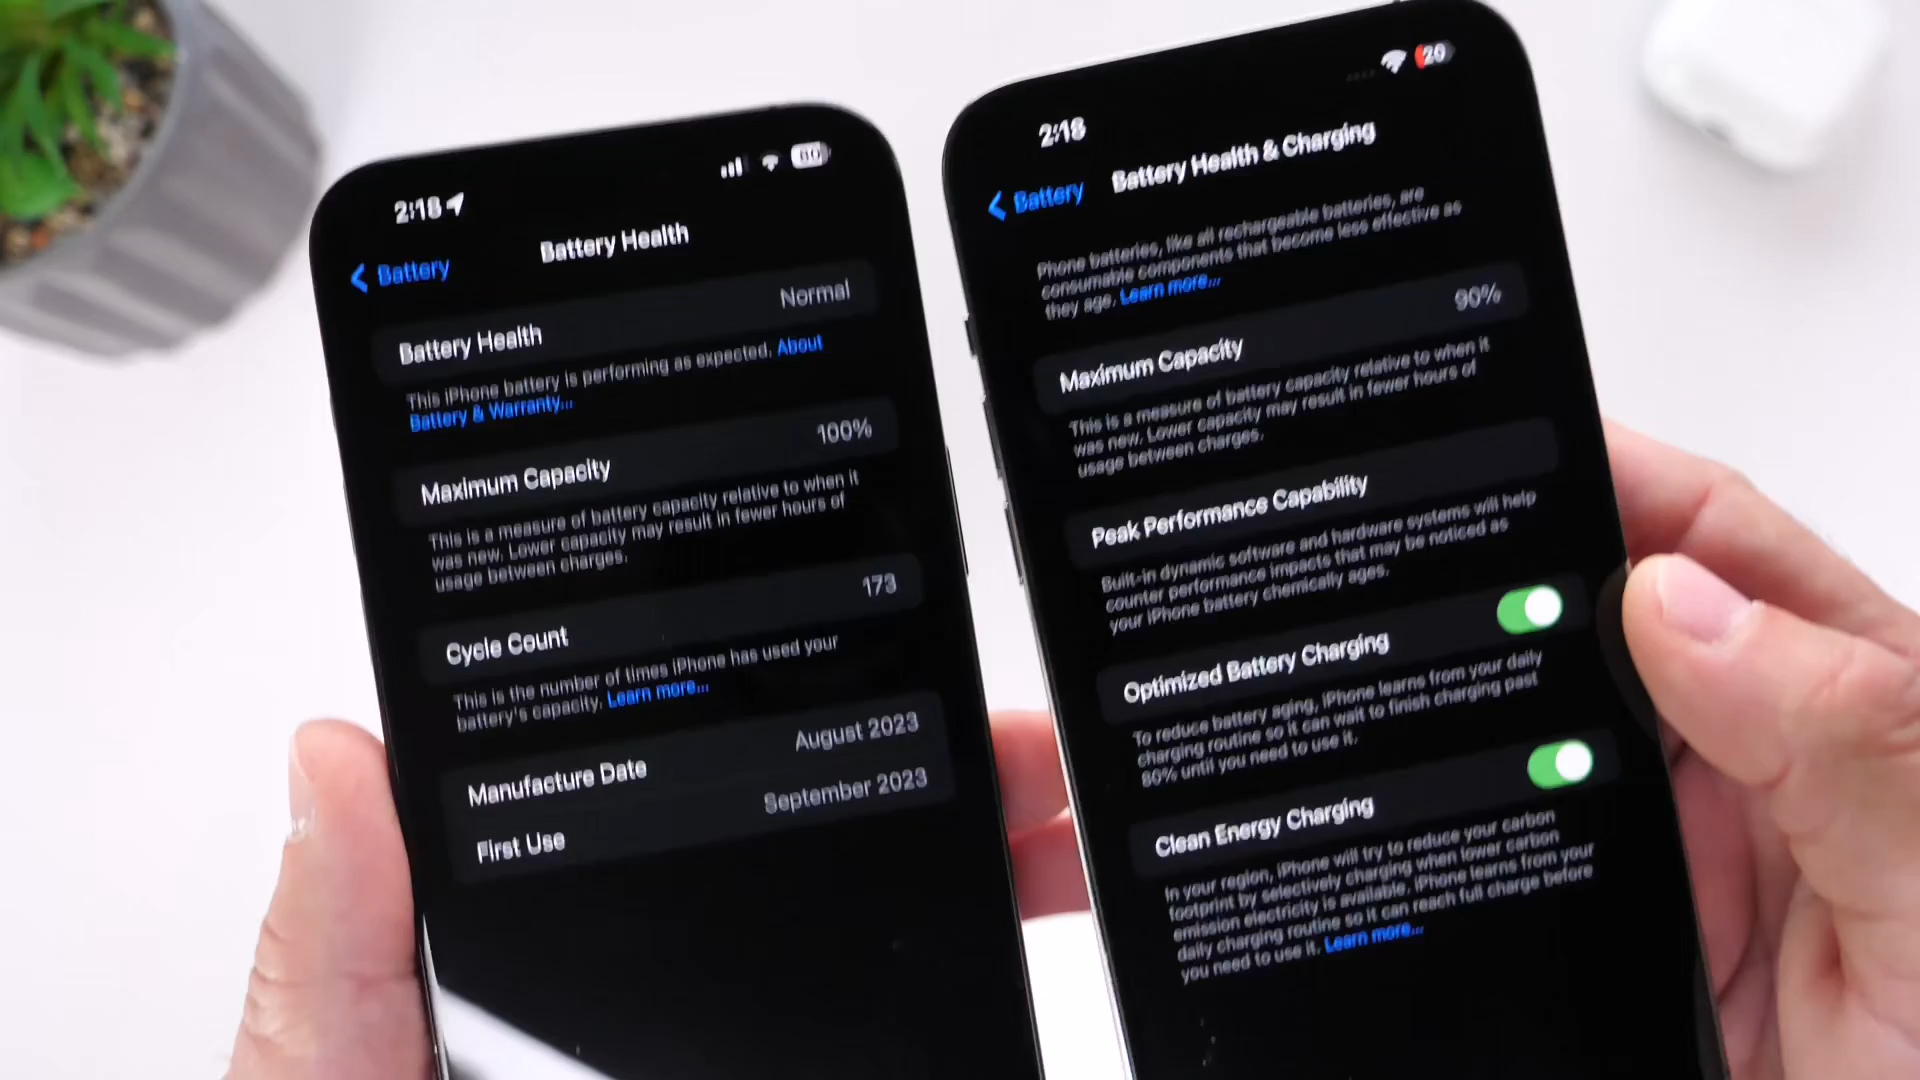 2:18
80
Battery
Battery Health
Battery Health
Normal
This iPhone battery is performing as expected. About
Battery & Warranty...
Maximum Capacity
100%
This is a measure of battery capacity relative to when it
was new. Lower capacity may result in fewer hours of
usage between charges.
Cycle Count
173
This is the number of times iPhone has used your
battery's capacity. Learn more...
Manufacture Date
August 2023
First Use
September 2023
2:18
20
Battery
Battery Health & Charging
Phone batteries, like all rechargeable batteries, are
consumable components that become less effective as
they age. Learn more...
Maximum Capacity
90%
This is a measure of battery capacity relative to when it
was new. Lower capacity may result in fewer hours of
usage between charges.
Peak Performance Capability
Built-in dynamic software and hardware systems will help
counter performance impacts that may be noticed as
your iPhone battery chemically ages.
Optimized Battery Charging
To reduce battery aging, iPhone learns from your daily
charging routine so it can wait to finish charging past
80% until you need to use it.
Clean Energy Charging
In your region, iPhone will try to reduce your carbon
footprint by selectively charging when lower carbon
emission electricity is available. iPhone learns from your
daily charging routine so it can reach full charge before
you need to use it. Learn more...